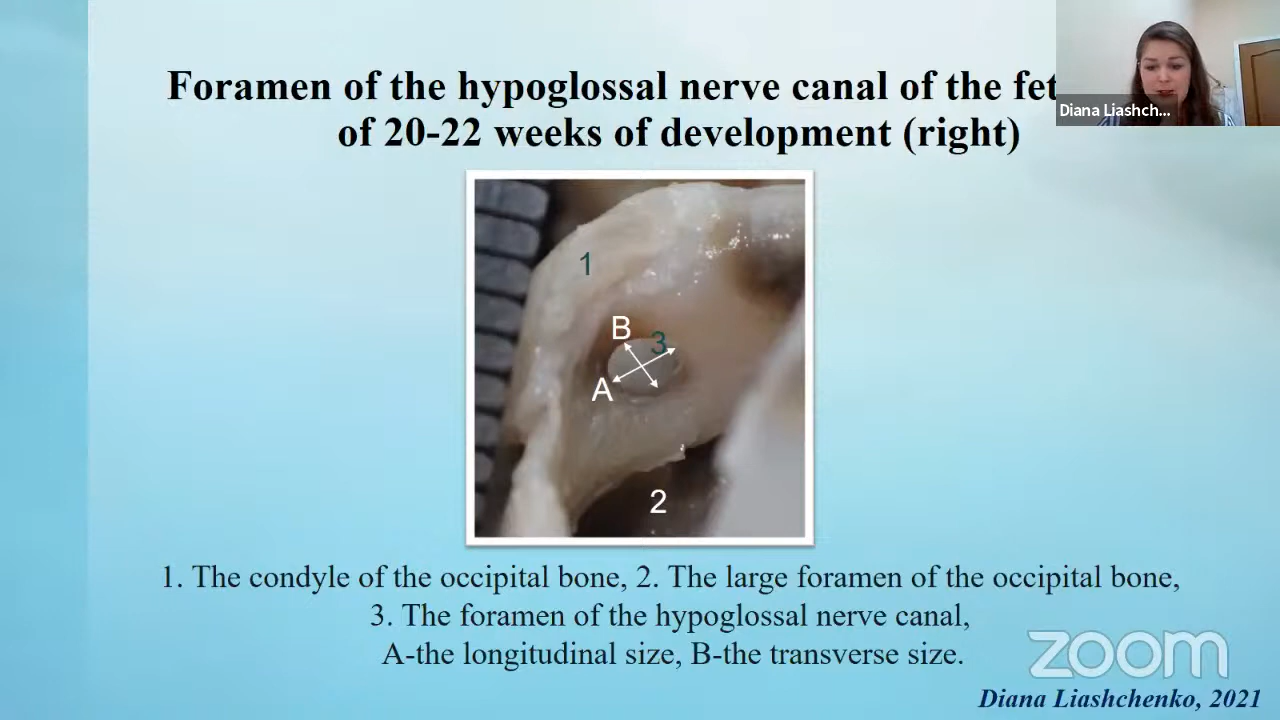 Foramen of the hypoglossal nerve canal of the
Diana Liashch...
of 20-22 weeks of development (right)
1
B
3
A
2
1. The condyle of the occipital bone, 2. The large foramen of the occipital bone,
3. The foramen of the hypoglossal nerve canal,
A-the longitudinal size, B-the transverse size.
zoom
Diana Liashchenko, 2021